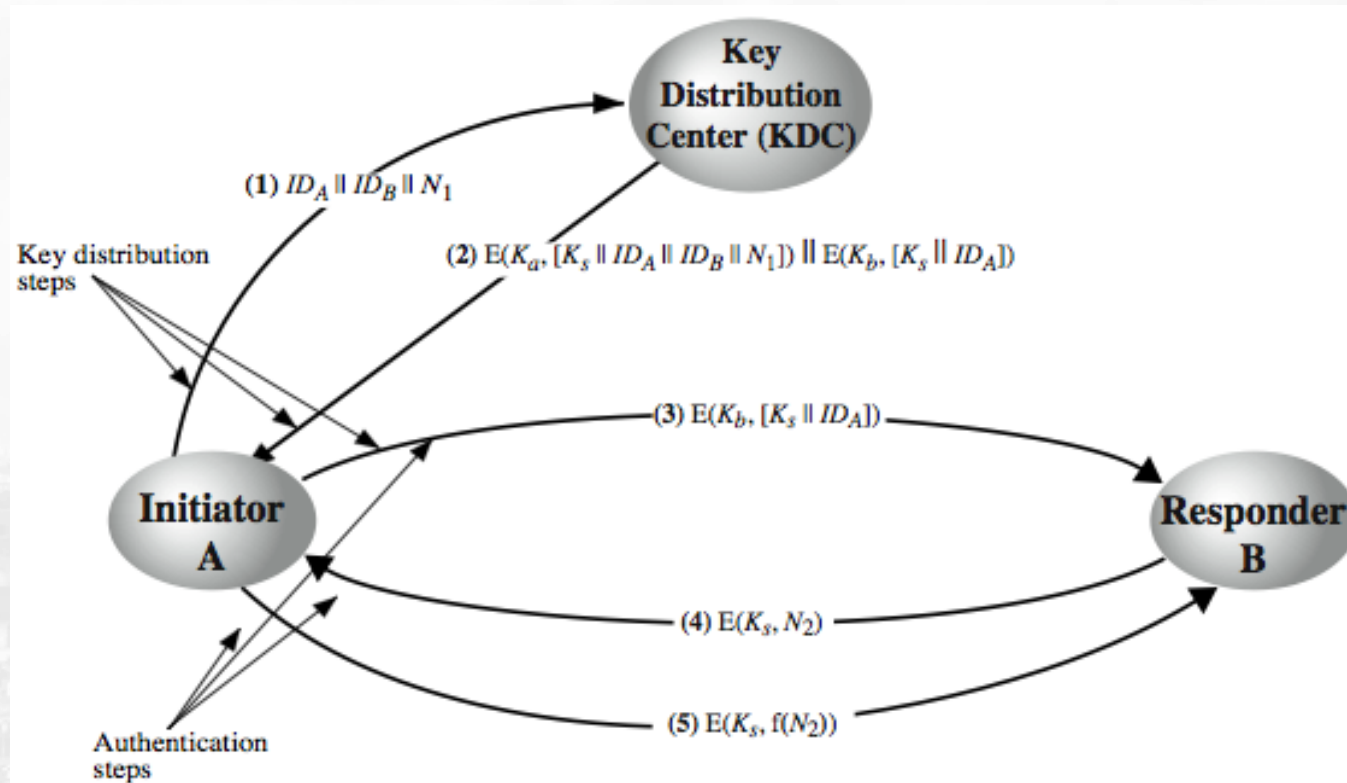 Key
Distribution
Center (KDC)
(1) ID_A || ID_B || N_1
Key distribution
steps
(2) E(K_a, [K_s || ID_A || ID_B || N_1]) || E(K_b, [K_s || ID_A])
(3) E(K_b, [K_s || ID_A])
Initiator
A
Responder
B
(4) E(K_s, N_2)
(5) E(K_s, f(N_2))
Authentication
steps